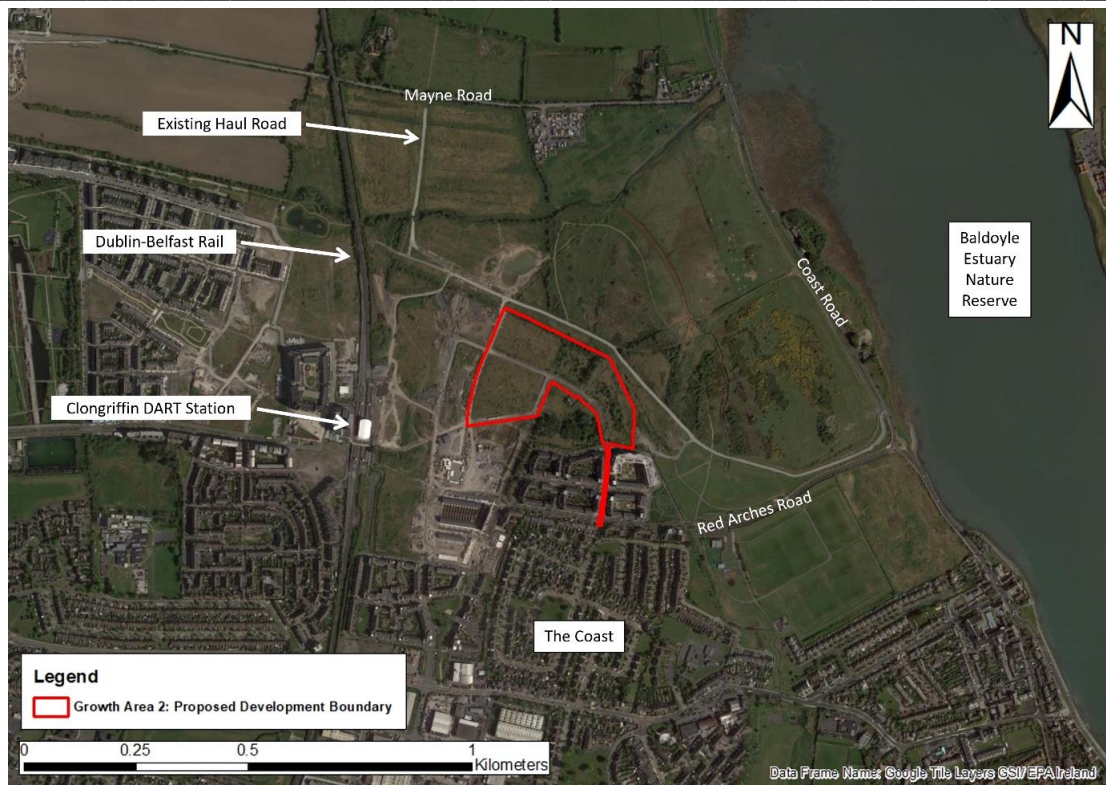 N
Mayne Road
Existing Haul Road
Dublin-Belfast Rail
Baldoyle
Estuary
Nature
Reserve
Coast Road
Clongriffin DART Station
Red Arches Road
The Coast
Legend
Growth Area 2: Proposed Development Boundary
0 0.25 0.5 1
Kilometers
Data Frame Name: Google Tile Layers GSI/ EPA Ireland